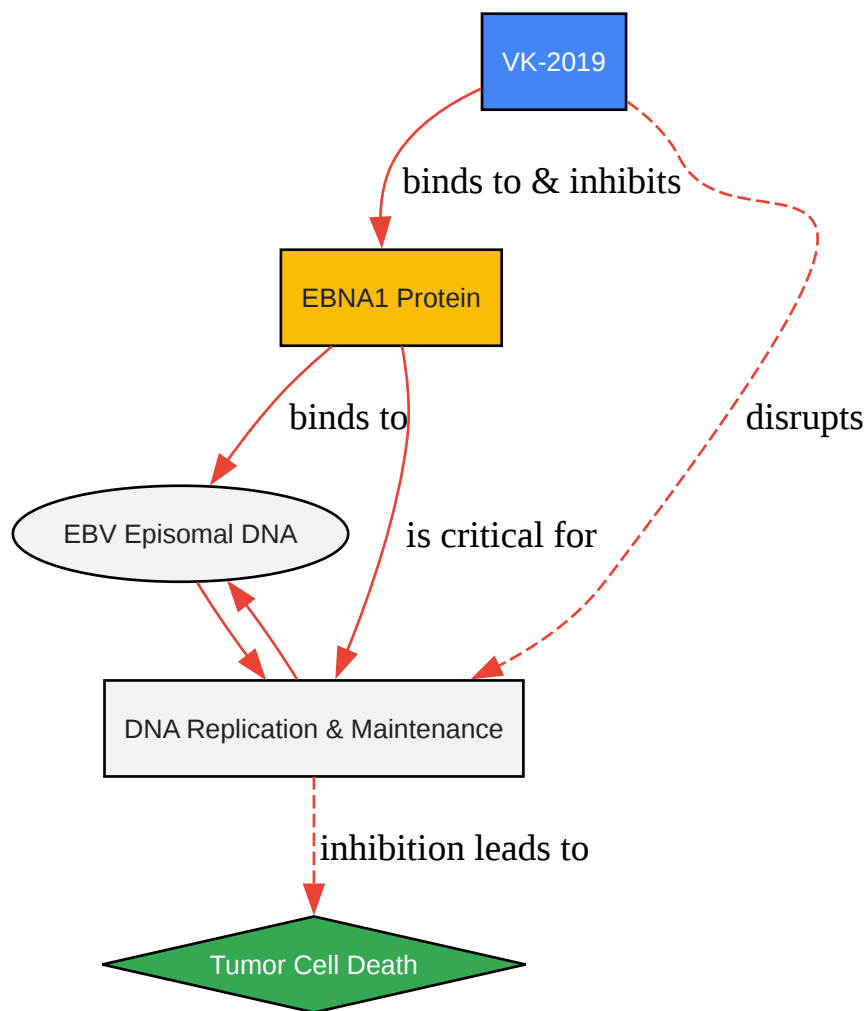 VK-2019
binds to & inhibits
EBNA1 Protein
binds to
disrupts
EBV Episomal DNA
is critical for
DNA Replication & Maintenance
inhibition leads to
Tumor Cell Death